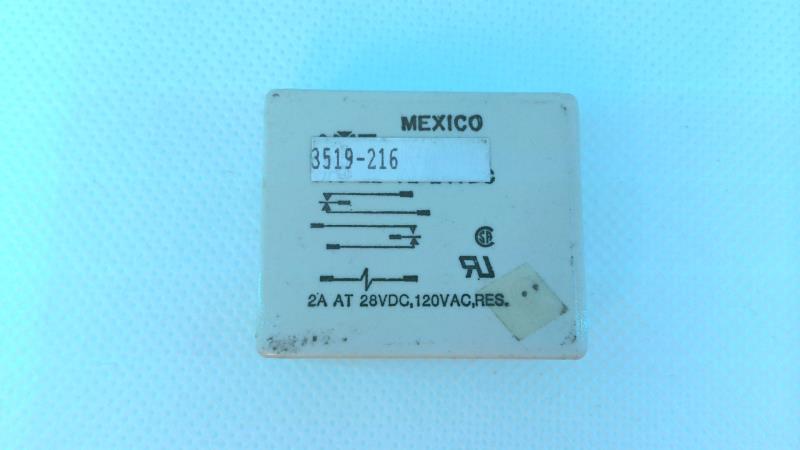 MEXICO
3519-216
2A AT 28VDC,120VAC,RES.